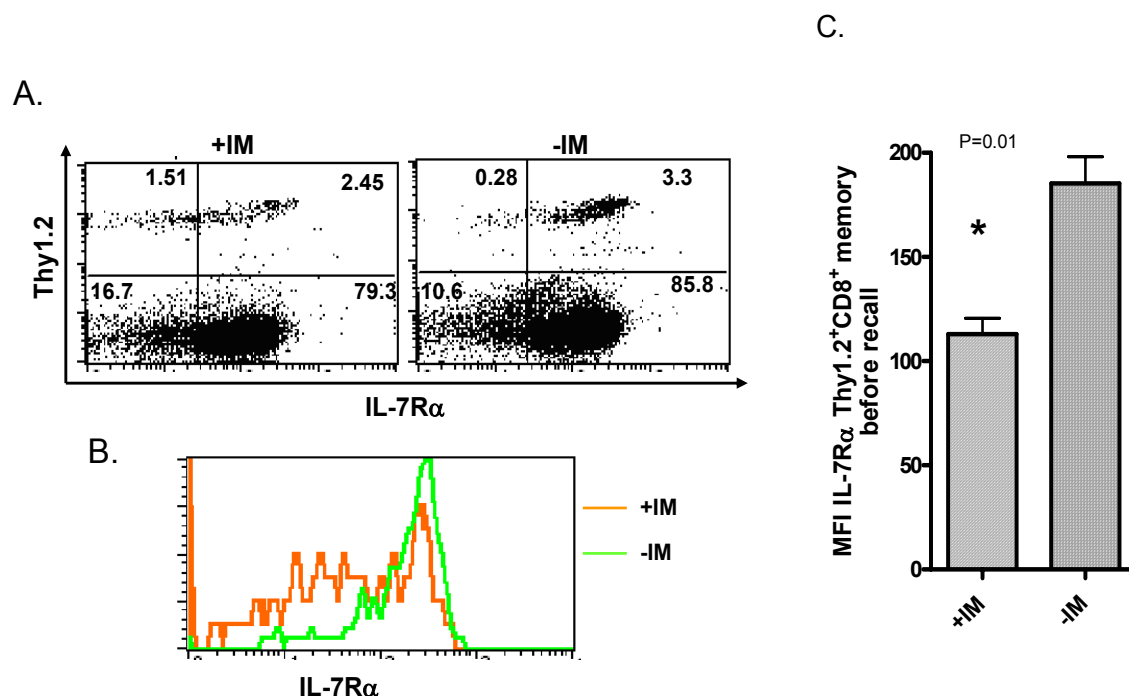 A.
+IM
-IM
1.51
2.45
16.7
79.3
0.28
3.3
10.6
85.8
Thy1.2
IL-7Rα
B.
+IM
-IM
IL-7Rα
C.
P=0.01
*
200
150
100
50
0
MFI IL-7Rα Thy1.2+CD8+ memory
before recall
+IM
-IM